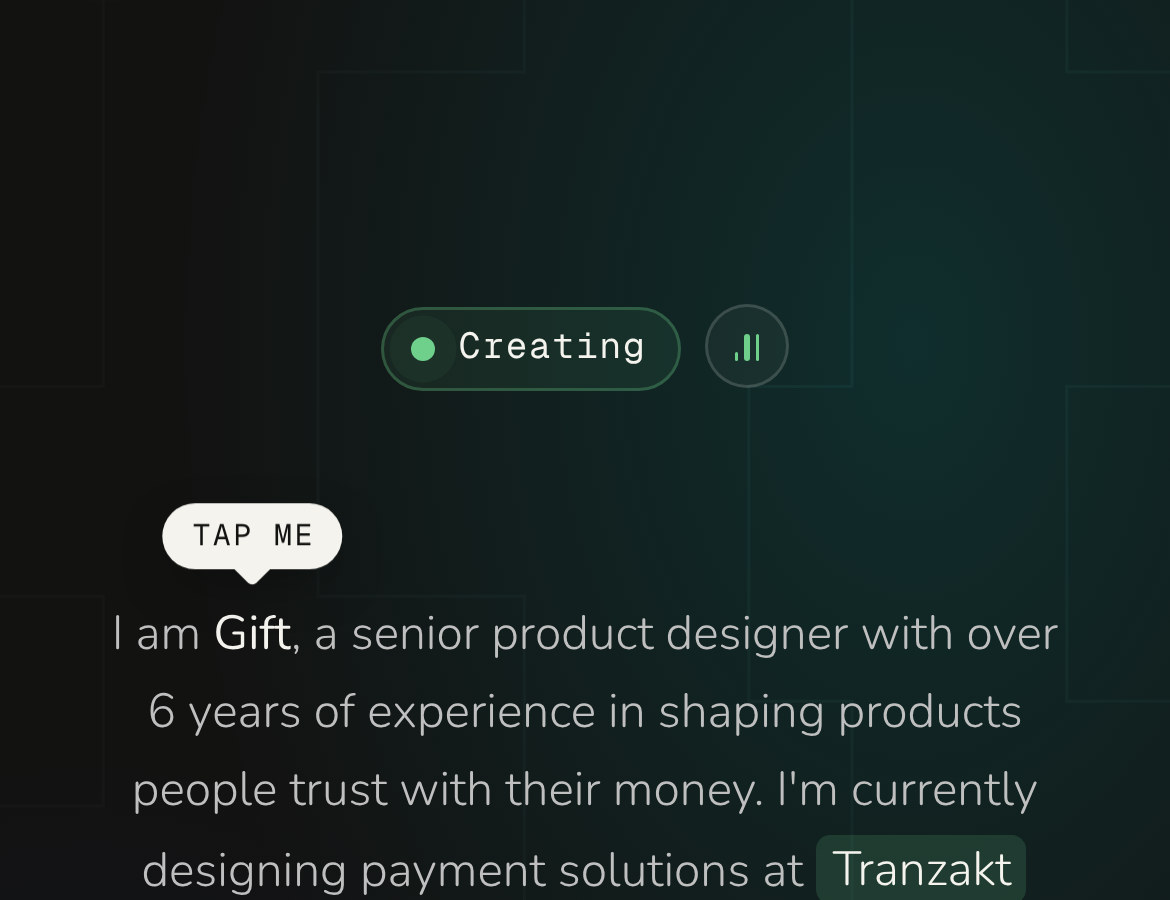 Creating
TAP ME
I am Gift, a senior product designer with over
6 years of experience in shaping products
people trust with their money. I'm currently
designing payment solutions at Tranzakt